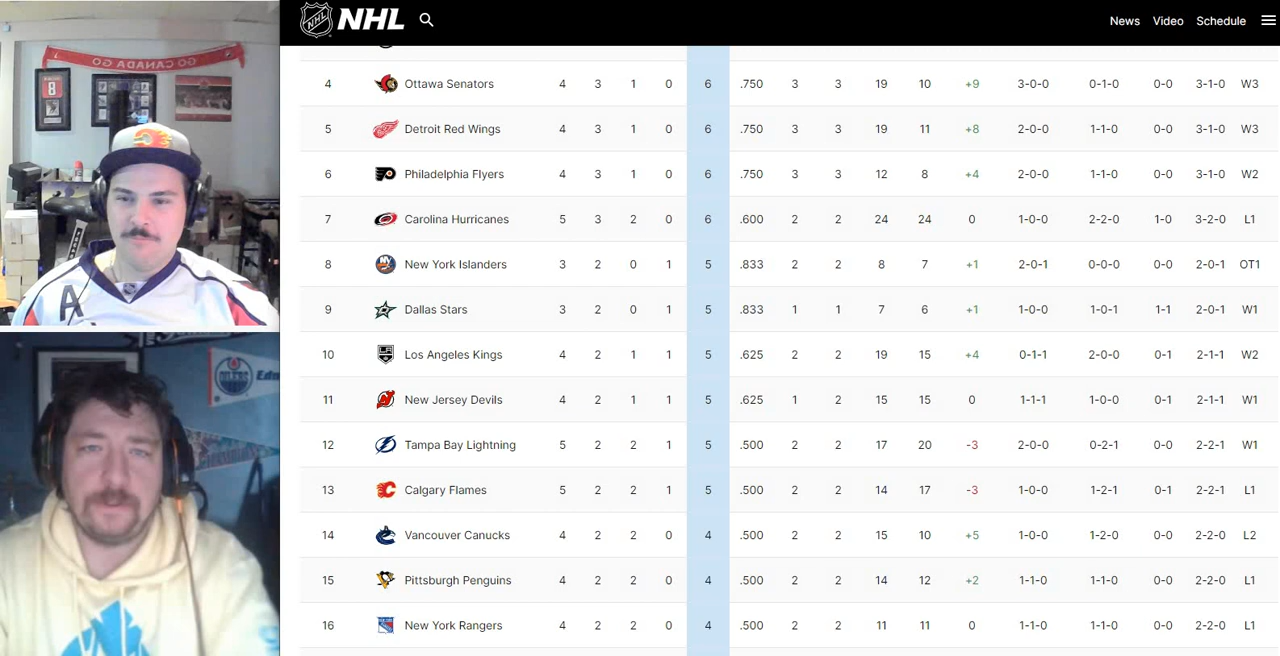 NHL NHL News Video Schedule
4 Ottawa Senators 4 3 1 0 6 .750 3 3 19 10 +9 3-0-0 0-1-0 0-0 3-1-0 W3
5 Detroit Red Wings 4 3 1 0 6 .750 3 3 19 11 +8 2-0-0 1-1-0 0-0 3-1-0 W3
6 Philadelphia Flyers 4 3 1 0 6 .750 3 3 12 8 +4 2-0-0 1-1-0 0-0 3-1-0 W2
7 Carolina Hurricanes 5 3 2 0 6 .600 2 2 24 24 0 1-0-0 2-2-0 1-0 3-2-0 L1
8 New York Islanders 3 2 0 1 5 .833 2 2 8 7 +1 2-0-1 0-0-0 0-0 2-0-1 OT1
9 Dallas Stars 3 2 0 1 5 .833 1 1 7 6 +1 1-0-0 1-0-1 1-1 2-0-1 W1
10 Los Angeles Kings 4 2 1 1 5 .625 2 2 19 15 +4 0-1-1 2-0-0 0-1 2-1-1 W2
11 New Jersey Devils 4 2 1 1 5 .625 1 2 15 15 0 1-1-1 1-0-0 0-1 2-1-1 W1
12 Tampa Bay Lightning 5 2 2 1 5 .500 2 2 17 20 -3 2-0-0 0-2-1 0-0 2-2-1 W1
13 Calgary Flames 5 2 2 1 5 .500 2 2 14 17 -3 1-0-0 1-2-1 0-1 2-2-1 L1
14 Vancouver Canucks 4 2 2 0 4 .500 2 2 15 10 +5 1-0-0 1-2-0 0-0 2-2-0 L2
15 Pittsburgh Penguins 4 2 2 0 4 .500 2 2 14 12 +2 1-1-0 1-1-0 0-0 2-2-0 L1
16 New York Rangers 4 2 2 0 4 .500 2 2 11 11 0 1-1-0 1-1-0 0-0 2-2-0 L1
GO CANADA GO
8
A
OILERS Edm